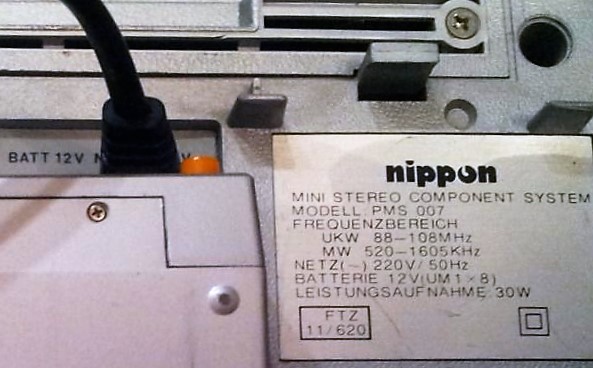 BATT 12V
nippon
MINI STEREO COMPONENT SYSTEM
MODELL PMS 007
FREQUENZBEREICH
UKW 88—108MHz
MW 520—1605KHz
NETZ(~) 220V/50Hz
BATTERIE 12V(UM1×8)
LEISTUNGSAUFNAHME 30W
FTZ
11/620